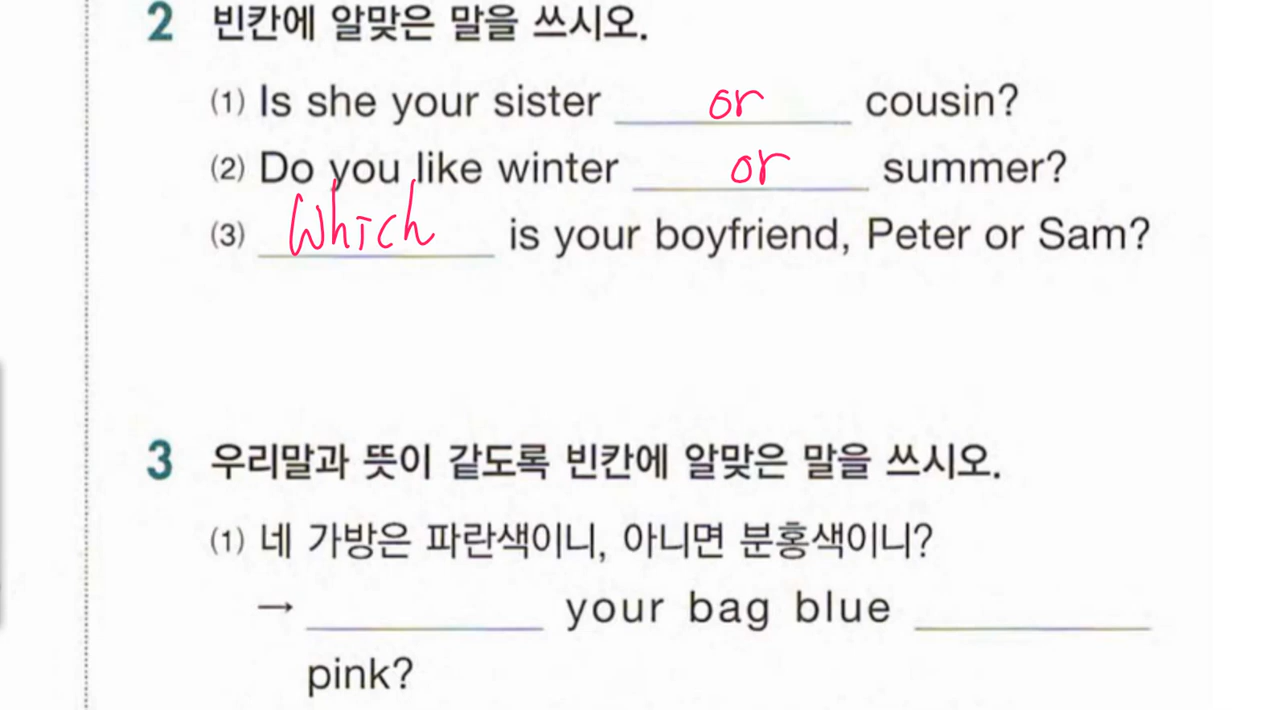 2 빈칸에 알맞은 말을 쓰시오.
(1) Is she your sister or cousin?
(2) Do you like winter or summer?
(3) Which is your boyfriend, Peter or Sam?
3 우리말과 뜻이 같도록 빈칸에 알맞은 말을 쓰시오.
(1) 네 가방은 파란색이니, 아니면 분홍색이니?
→ ________ your bag blue ________
pink?